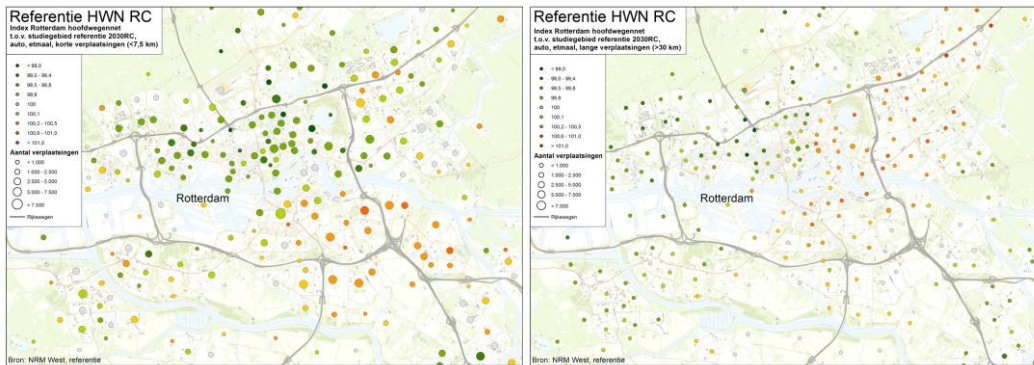 Referentie HWN RC
Index Rotterdam hoofdwegennet
t.o.v. studiegebied referentie 2030RC,
auto, etmaal, korte verplaatsingen (<7,5 km)
< 99,0
99,0 - 99,4
99,5 - 99,8
99,9
100
100,1
100,2 - 100,5
100,6 - 101,0
> 101,0
Aantal verplaatsingen
< 1.000
1.000 - 2.500
2.500 - 5.000
5.000 - 7.500
> 7.500
Rijkswegen
Rotterdam
Bron: NRM West, referentie
Referentie HWN RC
Index Rotterdam hoofdwegennet
t.o.v. studiegebied referentie 2030RC,
auto, etmaal, lange verplaatsingen (>30 km)
< 99,0
99,0 - 99,4
99,5 - 99,8
99,9
100
100,1
100,2 - 100,5
100,6 - 101,0
> 101,0
Aantal verplaatsingen
< 1.000
1.000 - 2.500
2.500 - 5.000
5.000 - 7.500
> 7.500
Rijkswegen
Rotterdam
Bron: NRM West, referentie